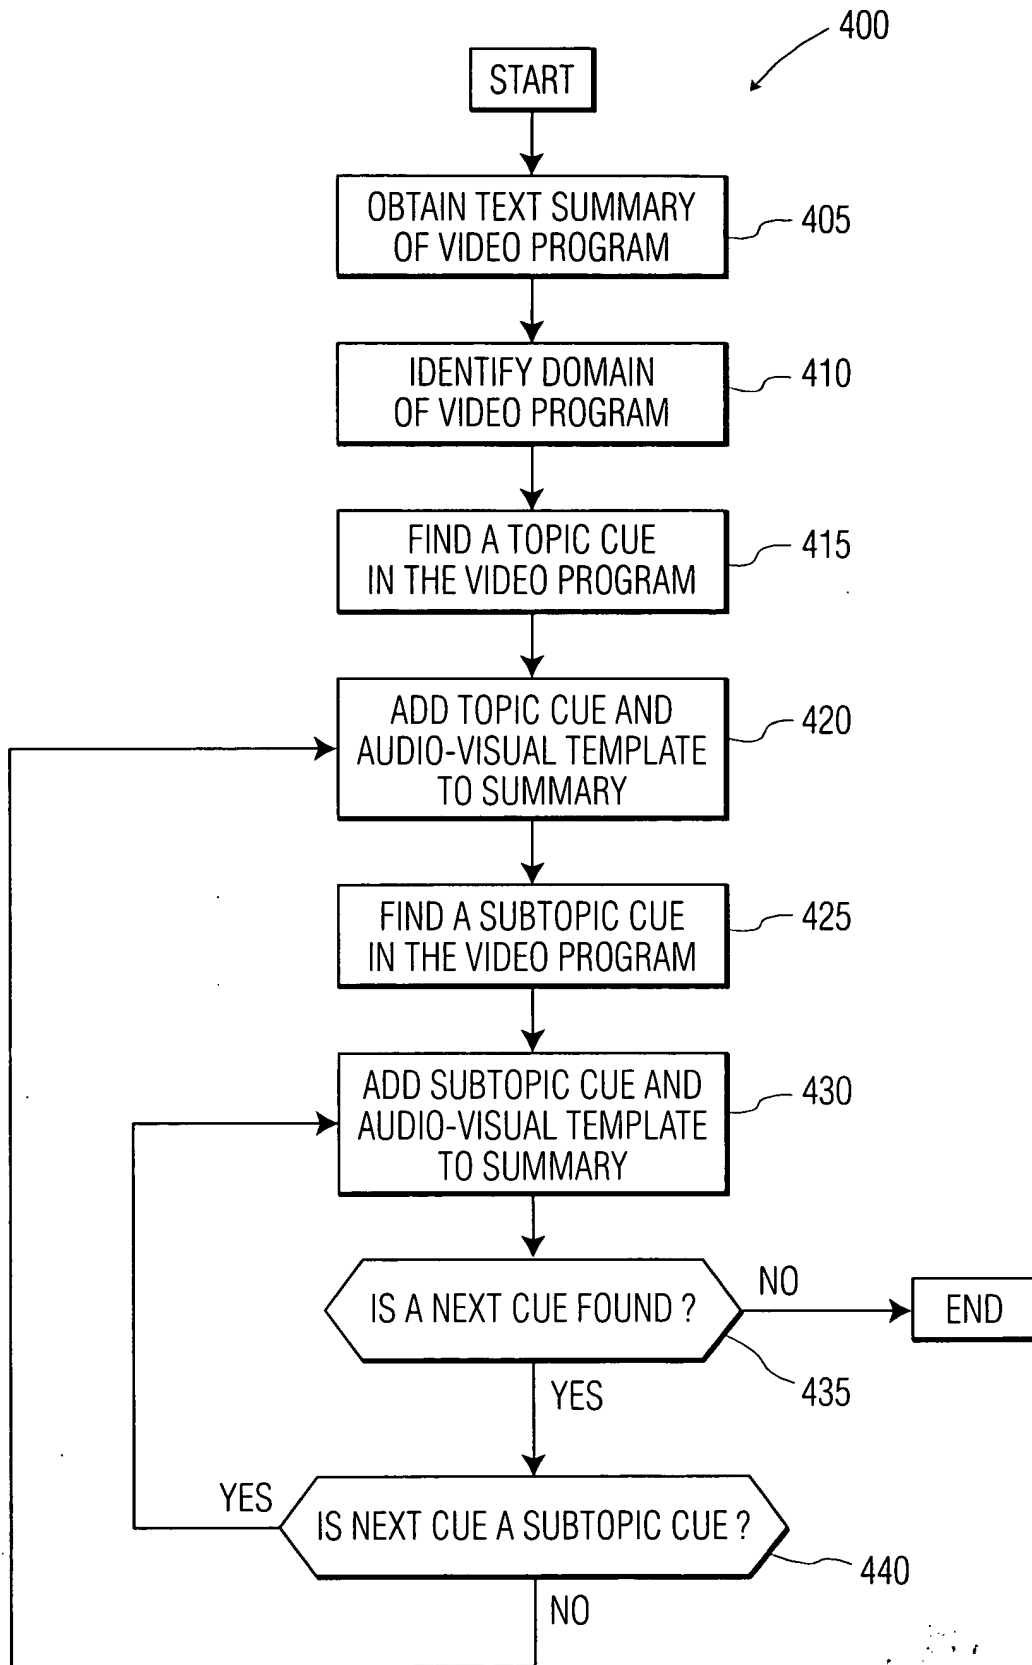 400
START
OBTAIN TEXT SUMMARY
OF VIDEO PROGRAM
405
IDENTIFY DOMAIN
OF VIDEO PROGRAM
410
FIND A TOPIC CUE
IN THE VIDEO PROGRAM
415
ADD TOPIC CUE AND
AUDIO-VISUAL TEMPLATE
TO SUMMARY
420
FIND A SUBTOPIC CUE
IN THE VIDEO PROGRAM
425
ADD SUBTOPIC CUE AND
AUDIO-VISUAL TEMPLATE
TO SUMMARY
430
IS A NEXT CUE FOUND ?
NO
END
435
YES
YES
IS NEXT CUE A SUBTOPIC CUE ?
440
NO